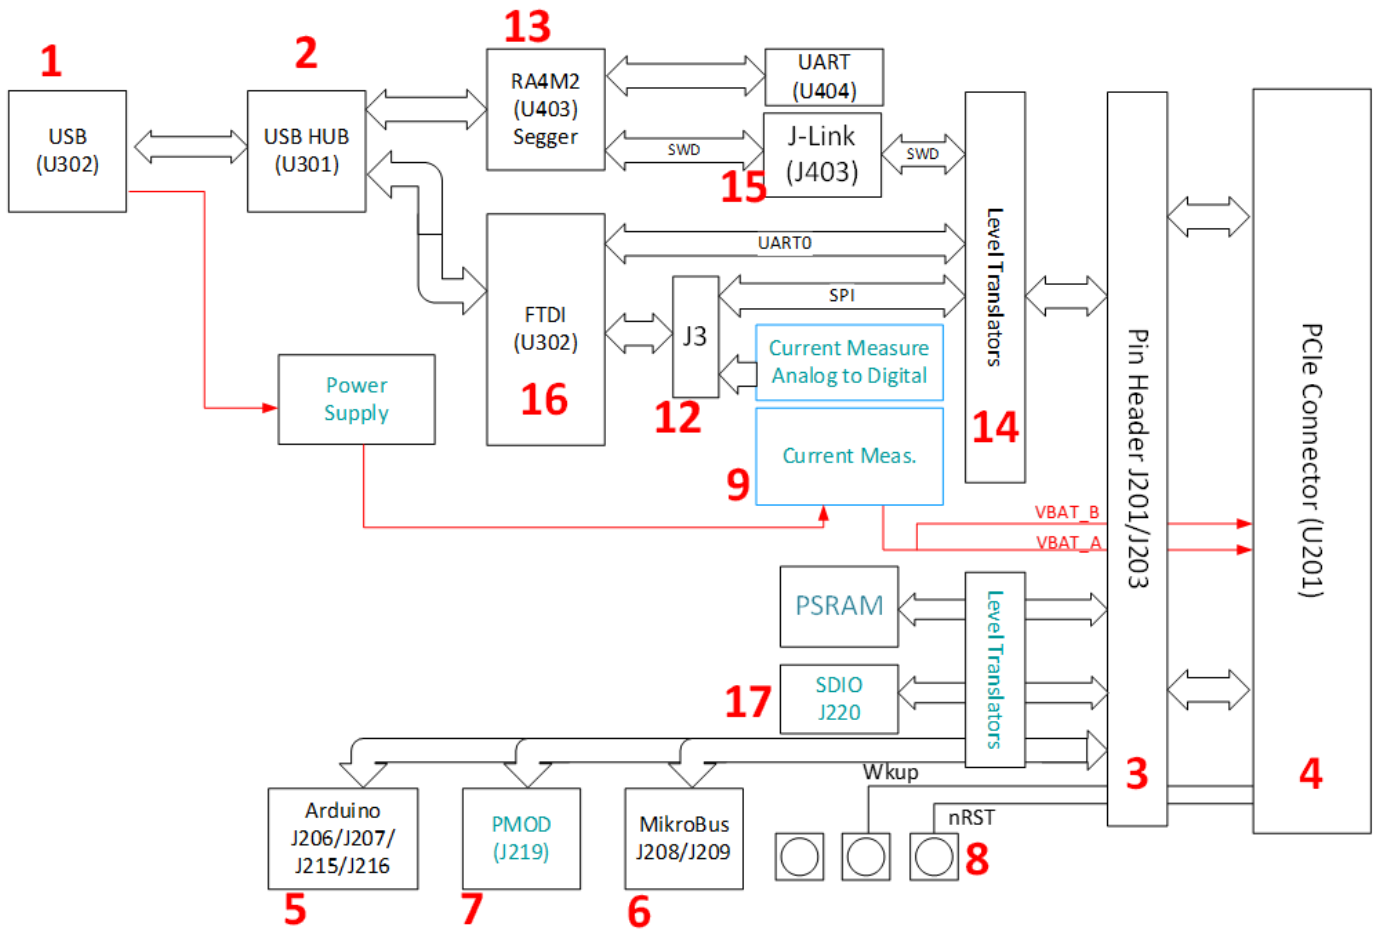 1
USB
(U302)
2
USB HUB
(U301)
13
RA4M2
(U403)
Segger
UART
(U404)
SWD
J-Link
(J403)
15
SWD
UART0
SPI
FTDI
(U302)
16
J3
12
Current Measure
Analog to Digital
Level Translators
14
Power
Supply
Current Meas.
9
VBAT_B
VBAT_A
Pin Header J201/J203
3
PCIe Connector (U201)
4
PSRAM
SDIO
J220
17
Level Translators
Wkup
nRST
8
Arduino
J206/J207/
J215/J216
5
PMOD
(J219)
7
MikroBus
J208/J209
6